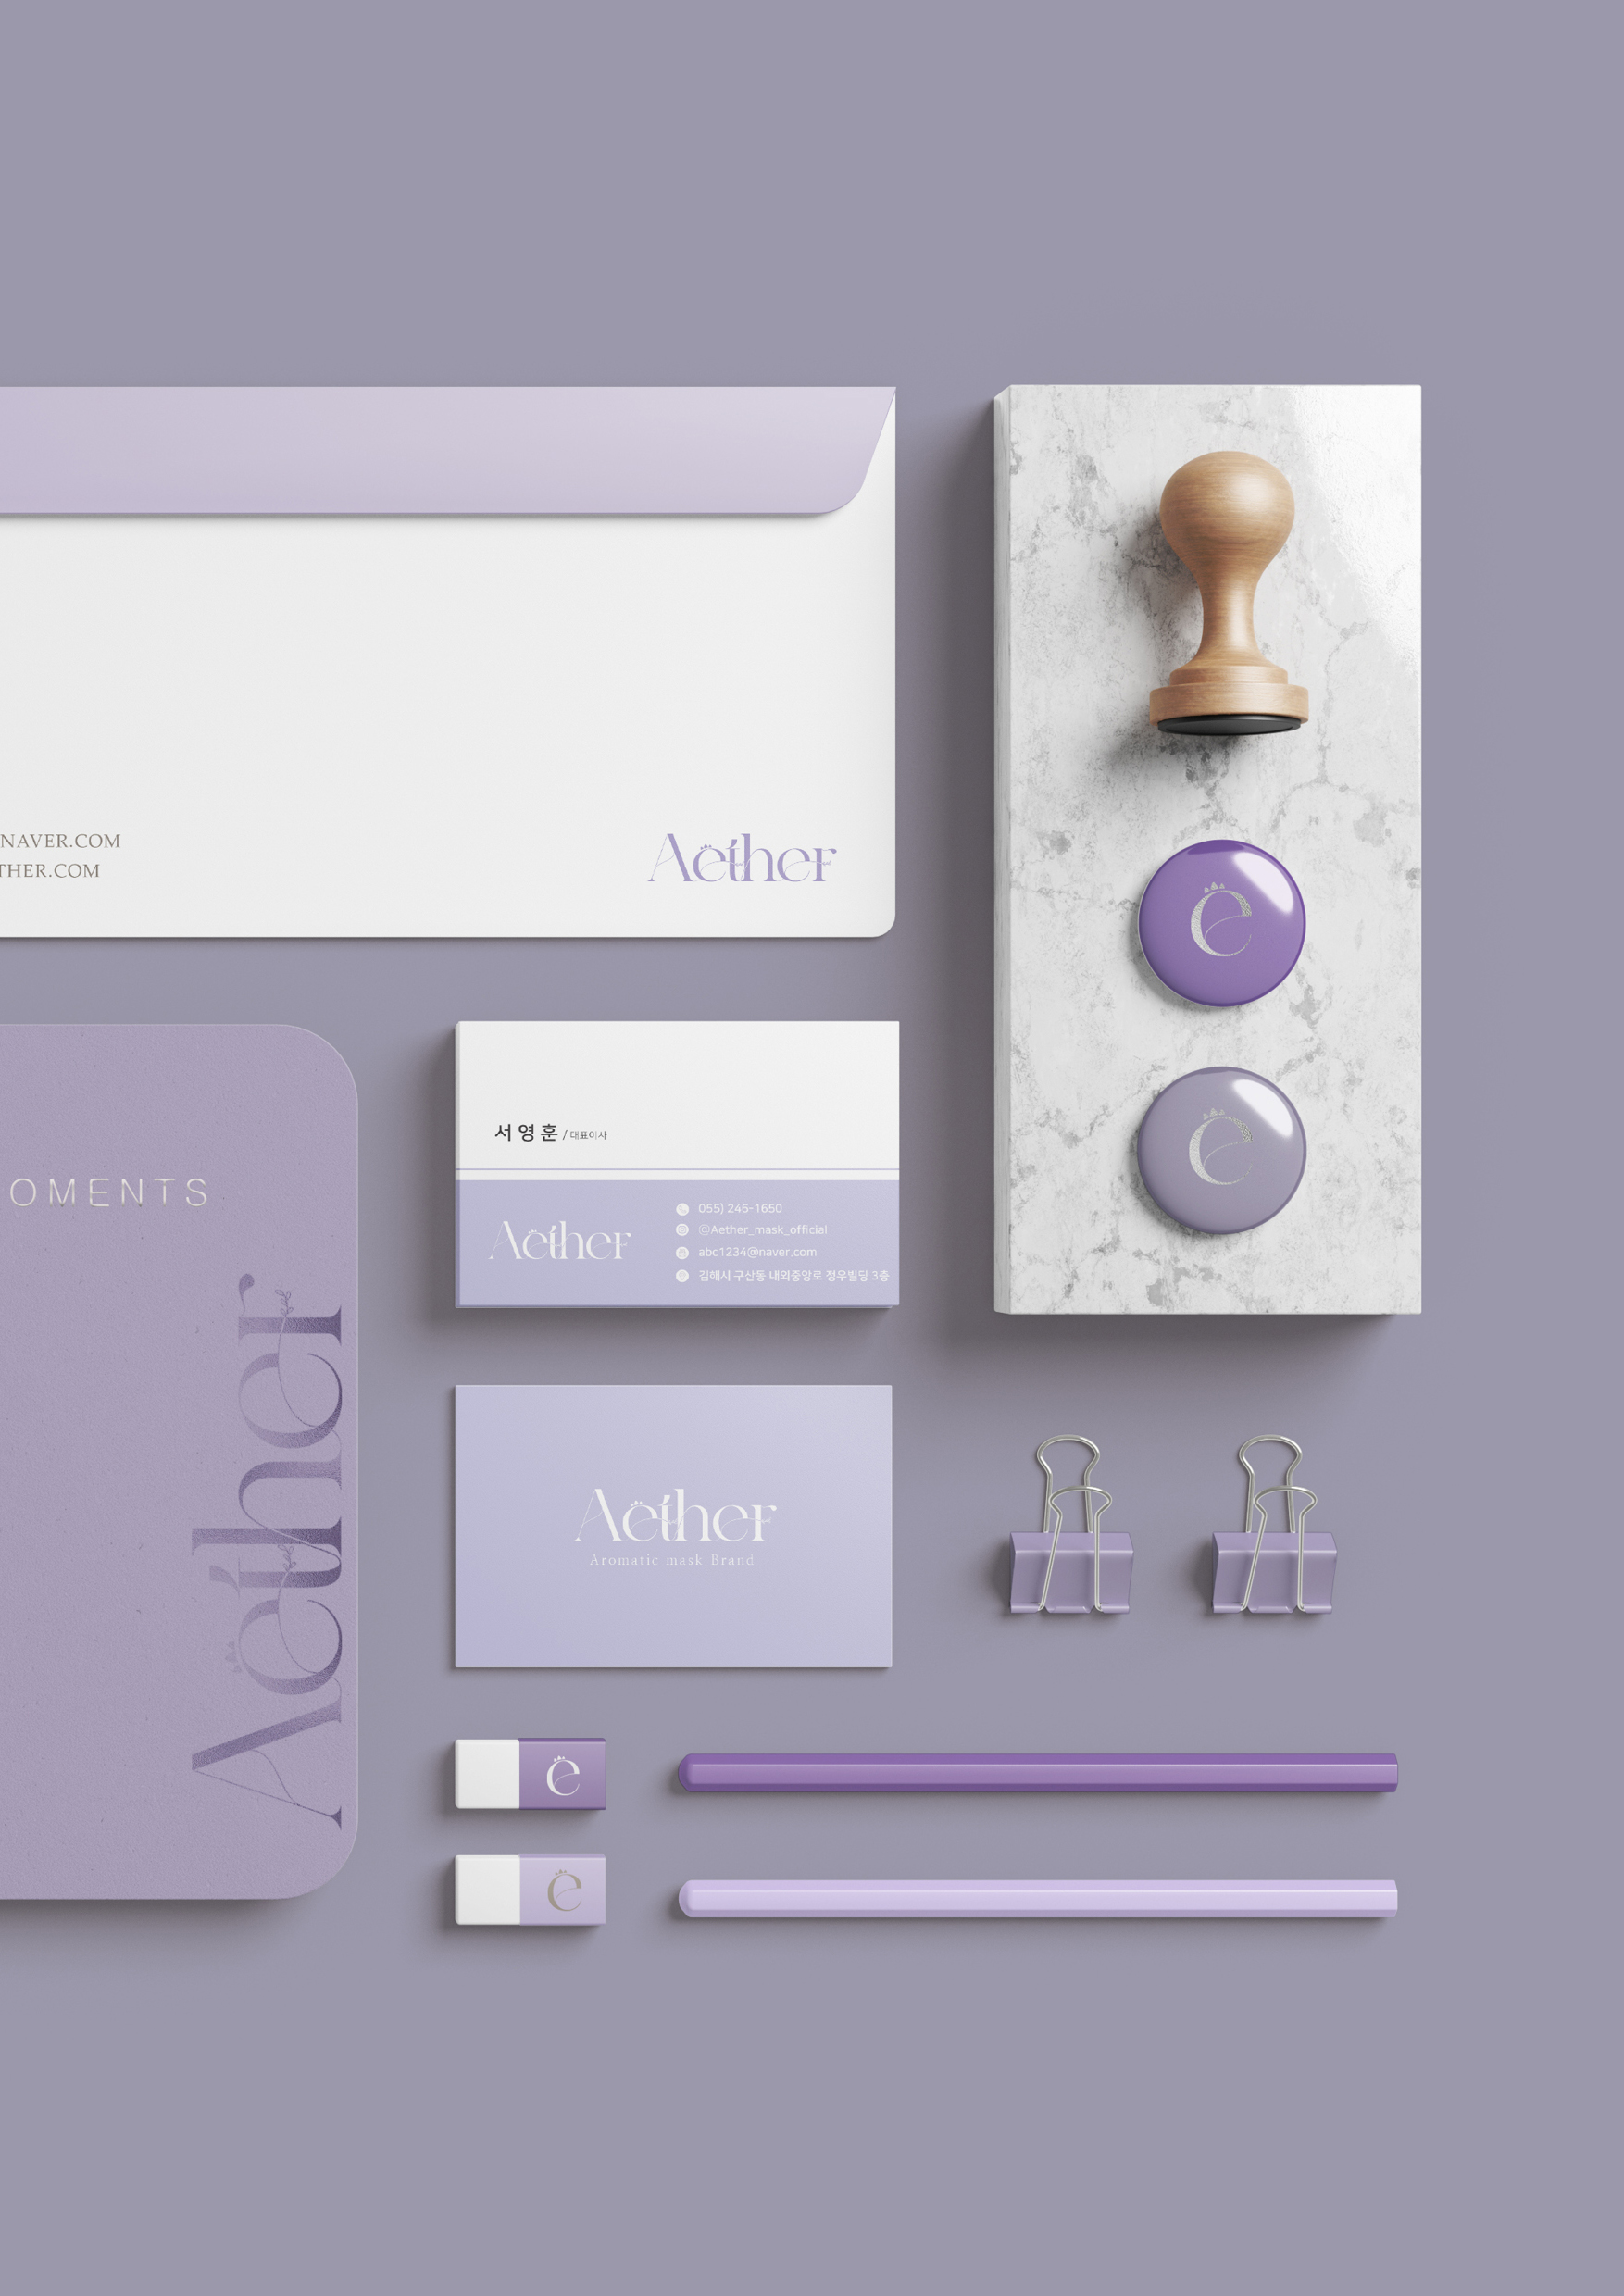 NAVER.COM
THER.COM
Aether
e
e
OMENTS
Aether
서영훈 / 대표이사
Aether
055) 246-1650
@Aether_mask_official
abc1234@naver.com
김해시 구산동 내외중앙로 정우빌딩 3층
Aether
Aromatic mask Brand
e
e